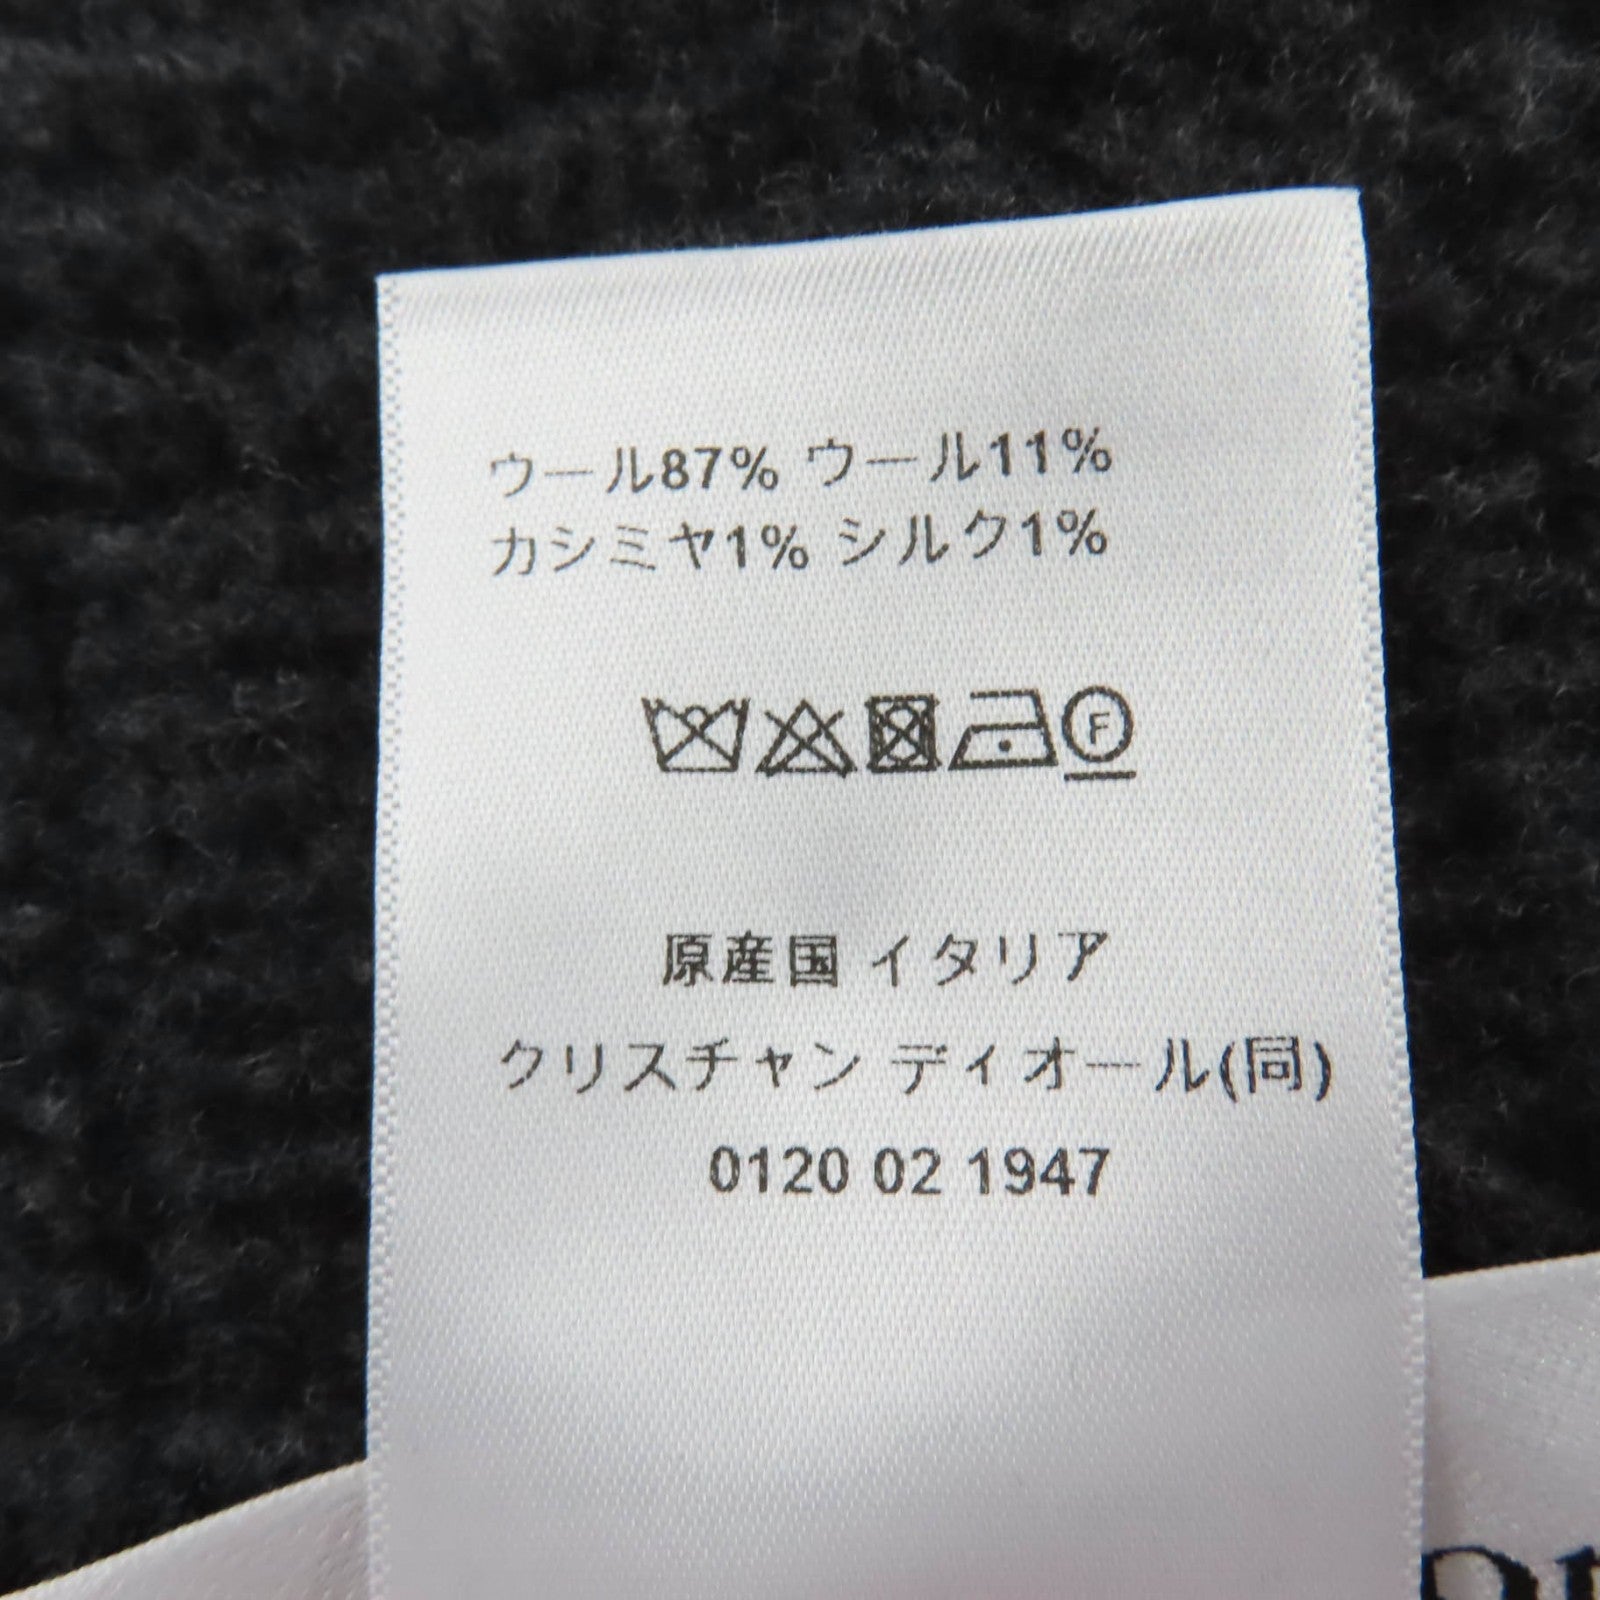 ウール87% ウール11%
カシミヤ1% シルク1%
F
原産国 イタリア
クリスチャン ディオール(同)
0120 02 1947